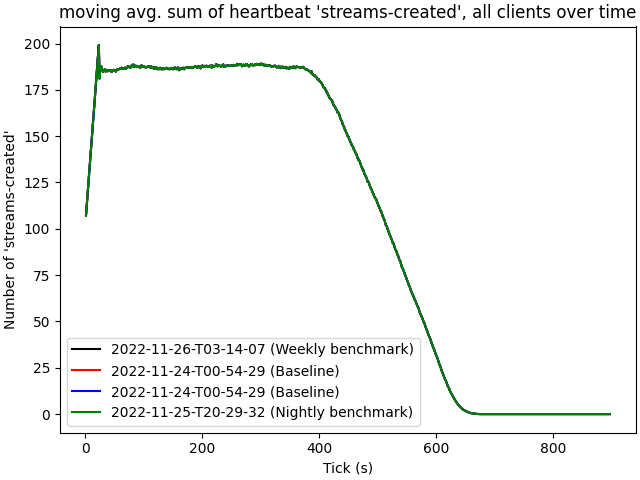 moving avg. sum of heartbeat 'streams-created', all clients over time
Number of 'streams-created'
200
175
150
125
100
75
50
25
0
2022-11-26-T03-14-07 (Weekly benchmark)
2022-11-24-T00-54-29 (Baseline)
2022-11-24-T00-54-29 (Baseline)
2022-11-25-T20-29-32 (Nightly benchmark)
0 200 400 600 800
Tick (s)